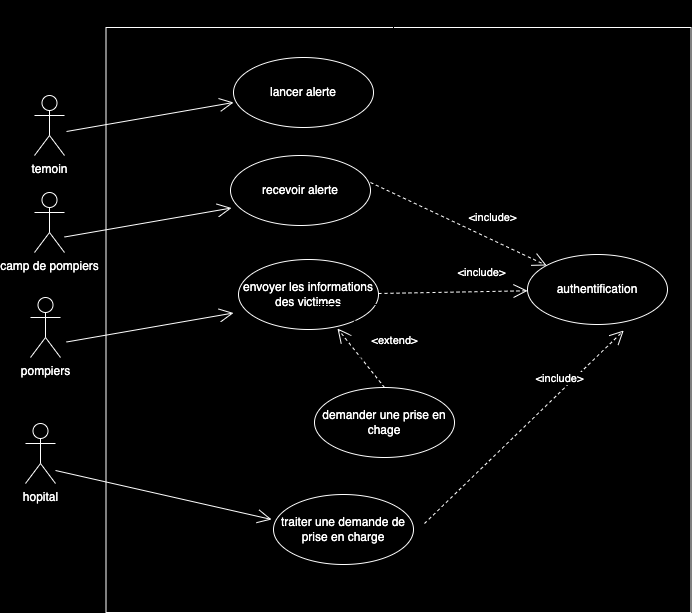 lancer alerte
temoin
recevoir alerte
<include>
camp de pompiers
<include>
envoyer les informations
des victimes
authentification
<extend>
pompiers
<include>
demander une prise en
chage
hopital
traiter une demande de
prise en charge